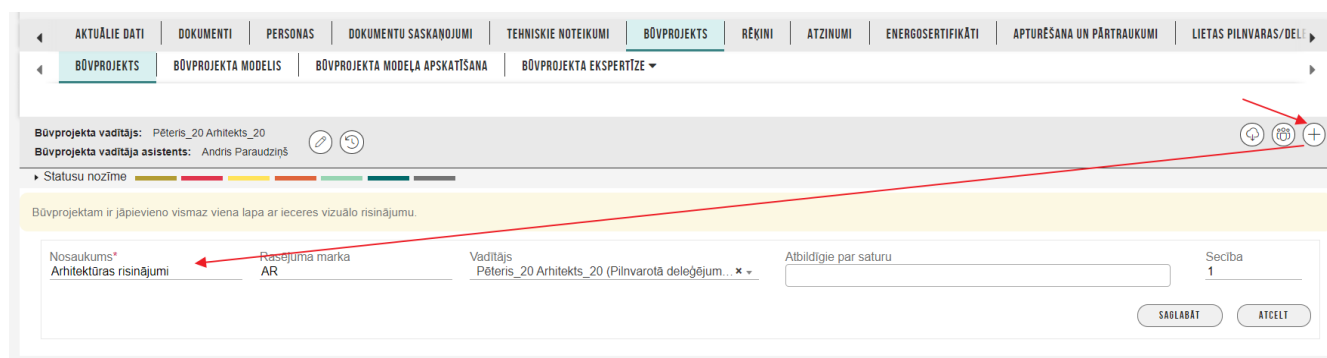 AKTUĀLIE DATI DOKUMENTI PERSONAS DOKUMENTU SASKAŅOJUMI TEHNISKIE NOTEIKUMI BŪVPROJEKTS RĒĶINI ATZINUMI ENERGOSERTIFIKĀTI APTURĒŠANA UN PĀRTRAUKUMI LIETAS PILNVARAS/DELE
BŪVPROJEKTS BŪVPROJEKTA MODELIS BŪVPROJEKTA MODEĻA APSKATĪŠANA BŪVPROJEKTA EKSPERTĪZE
Būvprojekta vadītājs: Pēteris_20 Arhitekts_20
Būvprojekta vadītāja asistents: Andris Paraudziņš
Statusu nozīme
Būvprojektam ir jāpievieno vismaz viena lapa ar ieceres vizuālo risinājumu.
Nosaukums* Rasējuma marka Vadītājs Atbildīgie par saturu Secība
Arhitektūras risinājumi AR Pēteris_20 Arhitekts_20 (Pilnvarotā deleģējum... 1
SAGLABĀT ATCELT